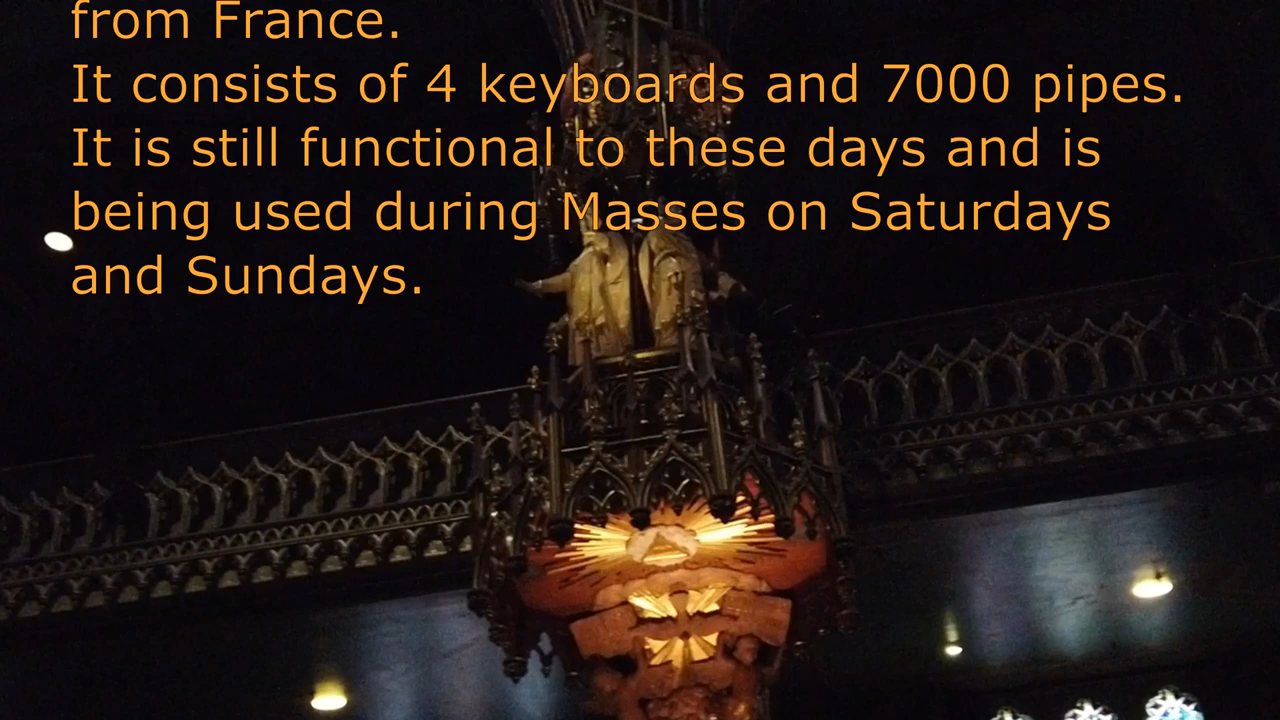 from France.
It consists of 4 keyboards and 7000 pipes.
It is still functional to these days and is
being used during Masses on Saturdays
and Sundays.